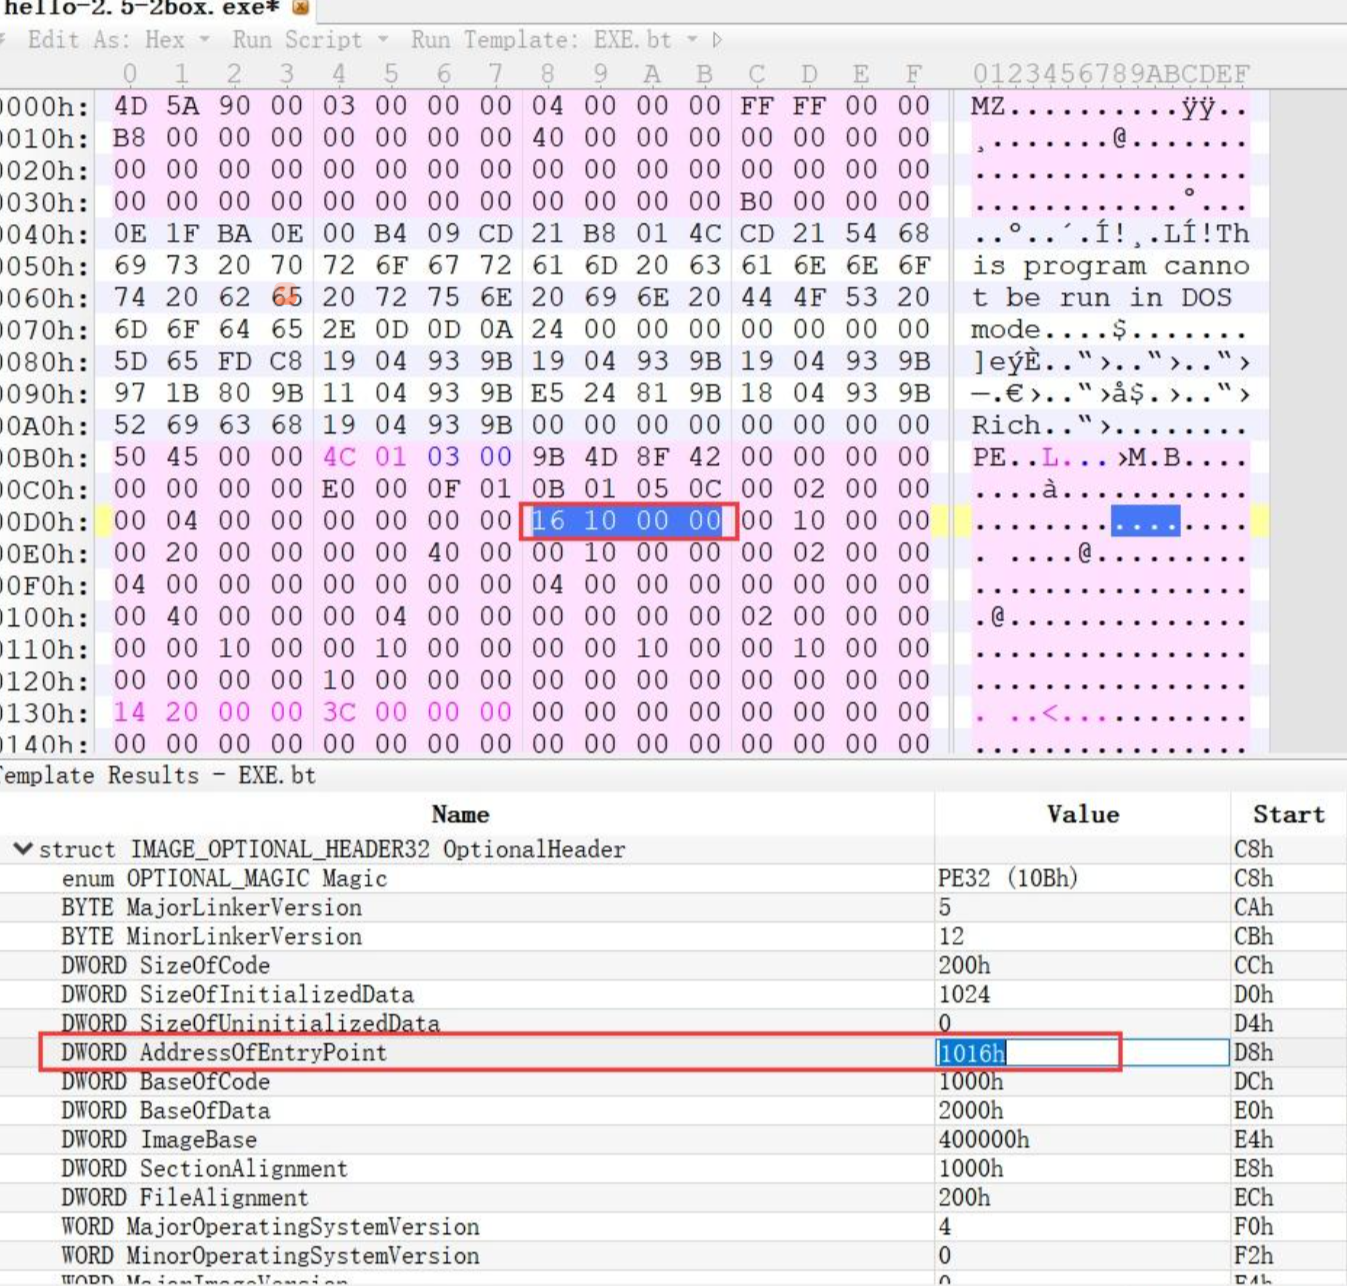 hello-2.5-2box.exe*
Edit As: Hex Run Script Run Template: EXE.bt
0 1 2 3 4 5 6 7 8 9 A B C D E F 0123456789ABCDEF
0000h: 4D 5A 90 00 03 00 00 00 04 00 00 00 FF FF 00 00 MZ..........ÿÿ..
0010h: B8 00 00 00 00 00 00 00 40 00 00 00 00 00 00 00 ¸.......@.......
0020h: 00 00 00 00 00 00 00 00 00 00 00 00 00 00 00 00 ................
0030h: 00 00 00 00 00 00 00 00 00 00 00 00 B0 00 00 00 ............°...
0040h: 0E 1F BA 0E 00 B4 09 CD 21 B8 01 4C CD 21 54 68 ..º..´.Í!¸.LÍ!Th
0050h: 69 73 20 70 72 6F 67 72 61 6D 20 63 61 6E 6E 6F is program canno
0060h: 74 20 62 65 20 72 75 6E 20 69 6E 20 44 4F 53 20 t be run in DOS
0070h: 6D 6F 64 65 2E 0D 0D 0A 24 00 00 00 00 00 00 00 mode....$.......
0080h: 5D 65 FD C8 19 04 93 9B 19 04 93 9B 19 04 93 9B ]eýÈ..“›..“›..“›
0090h: 97 1B 80 9B 11 04 93 9B E5 24 81 9B 18 04 93 9B —.€›..“›å$.›..“›
00A0h: 52 69 63 68 19 04 93 9B 00 00 00 00 00 00 00 00 Rich..“›........
00B0h: 50 45 00 00 4C 01 03 00 9B 4D 8F 42 00 00 00 00 PE..L...›M.B....
00C0h: 00 00 00 00 E0 00 0F 01 0B 01 05 0C 00 02 00 00 ....à...........
00D0h: 00 04 00 00 00 00 00 00 16 10 00 00 00 10 00 00 ................
00E0h: 00 20 00 00 00 00 40 00 00 10 00 00 00 02 00 00 . ....@.........
00F0h: 04 00 00 00 00 00 00 00 04 00 00 00 00 00 00 00 ................
0100h: 00 40 00 00 00 04 00 00 00 00 00 00 02 00 00 00 .@..............
0110h: 00 00 10 00 00 10 00 00 00 00 10 00 00 10 00 00 ................
0120h: 00 00 00 00 10 00 00 00 00 00 00 00 00 00 00 00 ................
0130h: 14 20 00 00 3C 00 00 00 00 00 00 00 00 00 00 00 . ..<...........
0140h: 00 00 00 00 00 00 00 00 00 00 00 00 00 00 00 00 ................
Template Results - EXE.bt
Name Value Start
struct IMAGE_OPTIONAL_HEADER32 OptionalHeader C8h
enum OPTIONAL_MAGIC Magic PE32 (10Bh) C8h
BYTE MajorLinkerVersion 5 CAh
BYTE MinorLinkerVersion 12 CBh
DWORD SizeOfCode 200h CCh
DWORD SizeOfInitializedData 1024 D0h
DWORD SizeOfUninitializedData 0 D4h
DWORD AddressOfEntryPoint 1016h D8h
DWORD BaseOfCode 1000h DCh
DWORD BaseOfData 2000h E0h
DWORD ImageBase 400000h E4h
DWORD SectionAlignment 1000h E8h
DWORD FileAlignment 200h ECh
WORD MajorOperatingSystemVersion 4 F0h
WORD MinorOperatingSystemVersion 0 F2h
WORD MajorImageVersion 0 F4h